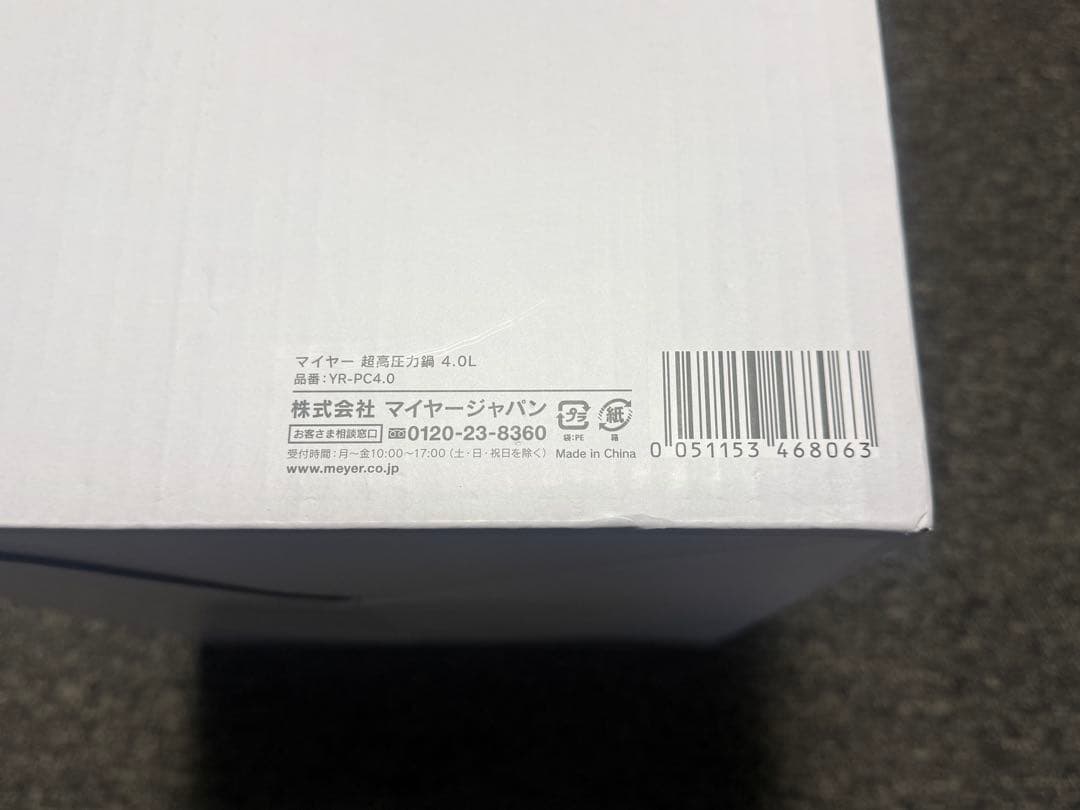 マイヤー 超高圧力鍋 4.0L
品番:YR-PC4.0
株式会社 マイヤージャパン
お客さま相談窓口 0120-23-8360
受付時間:月〜金10:00〜17:00(土・日・祝日を除く)
www.meyer.co.jp
プラ 紙
袋:PE 箱
Made in China
0 051153 468063